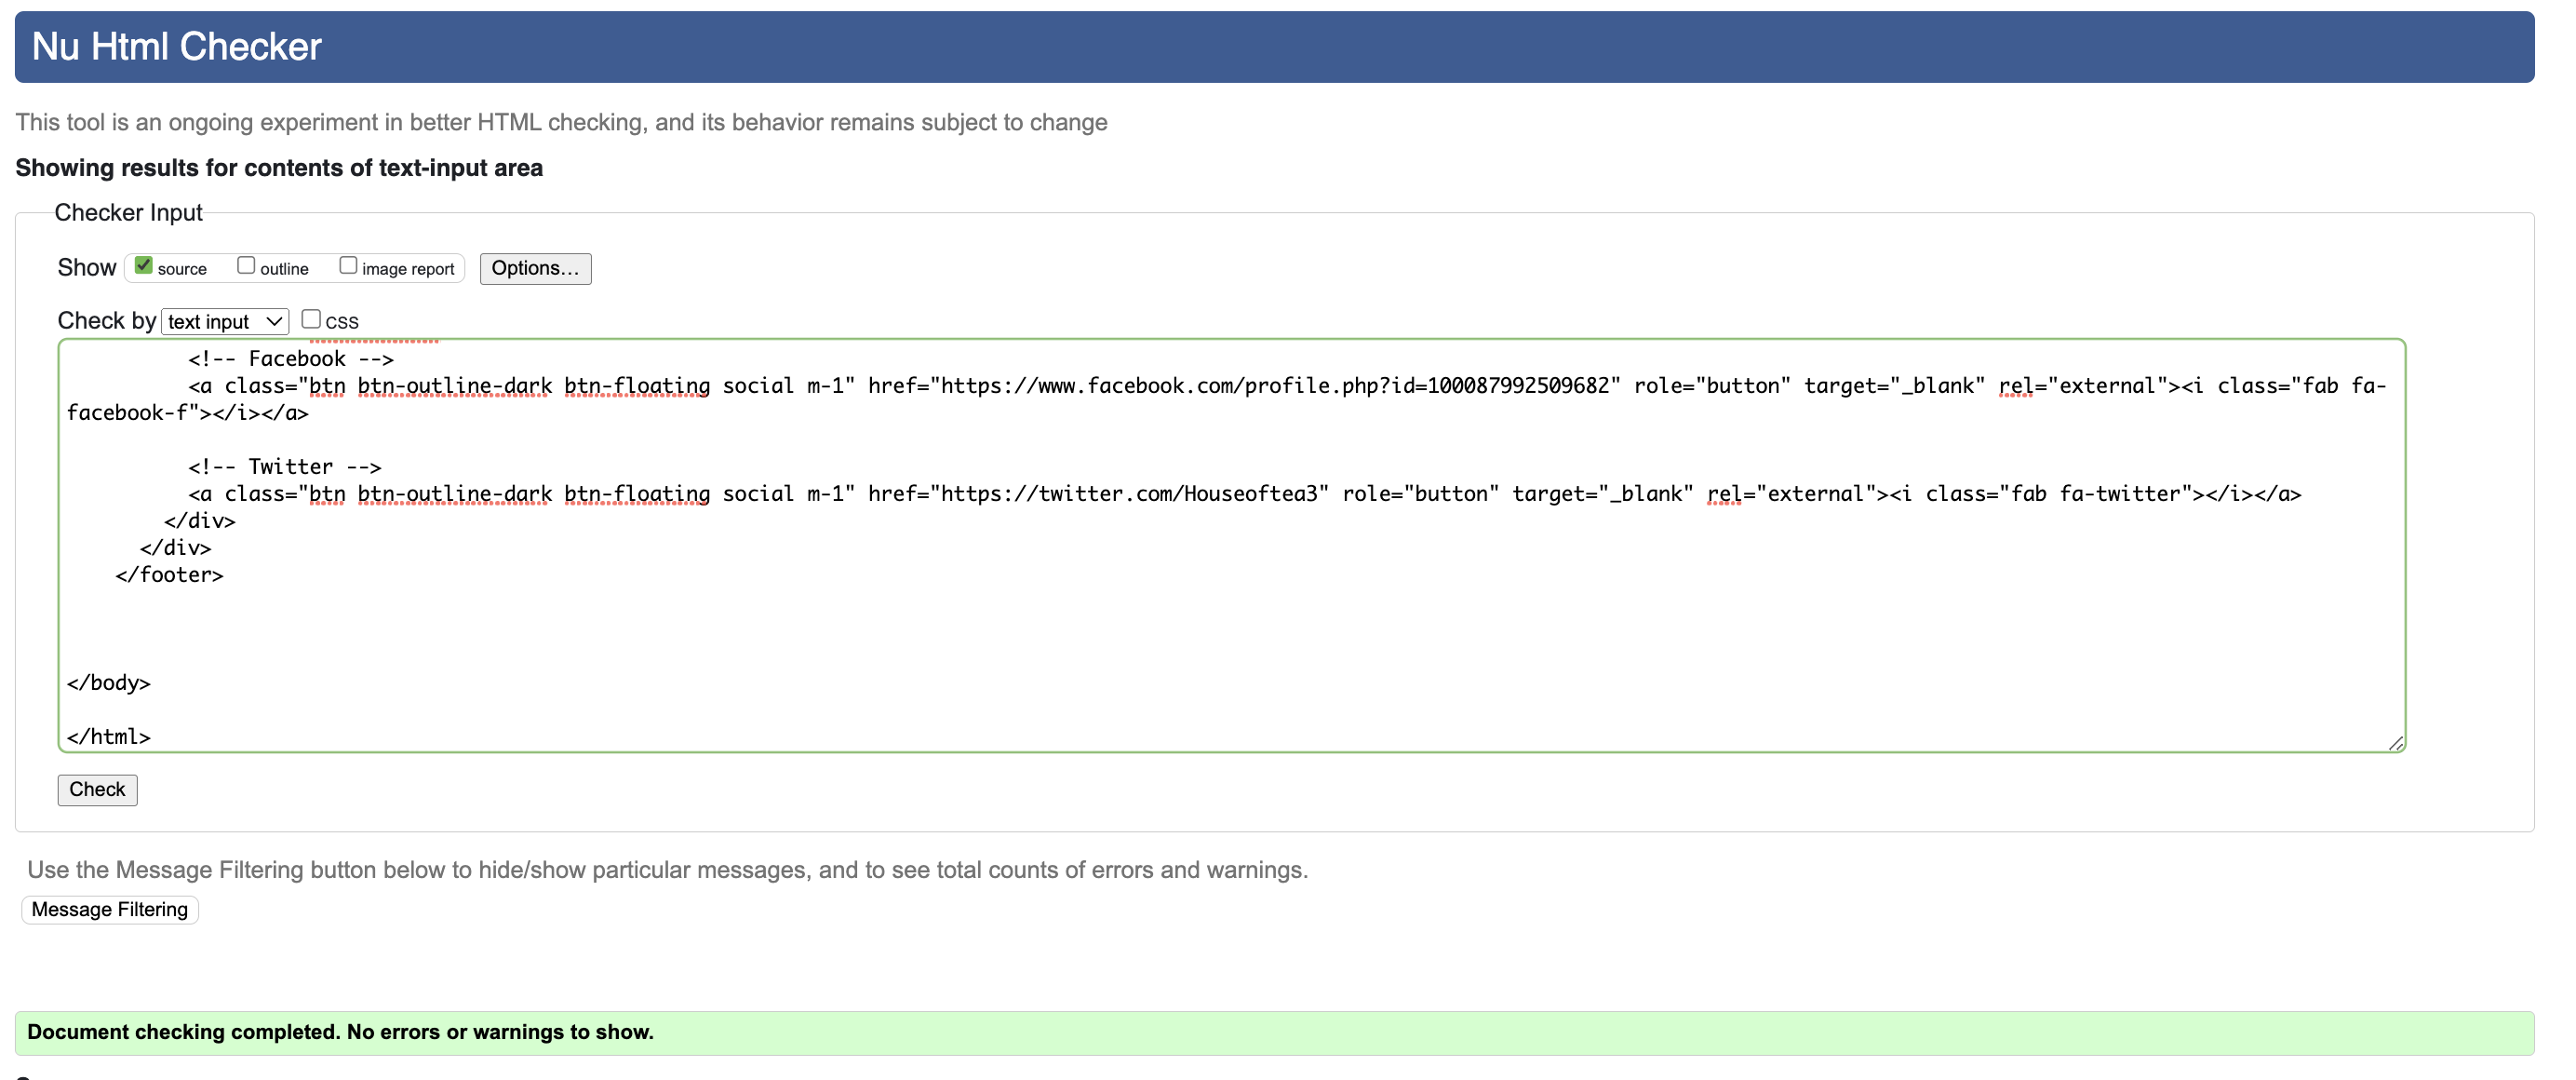 Nu Html Checker
This tool is an ongoing experiment in better HTML checking, and its behavior remains subject to change
Showing results for contents of text-input area
Checker Input
Show source outline image report Options...
Check by text input CSS
<!-- Facebook -->
<a class="btn btn-outline-dark btn-floating social m-1" href="https://www.facebook.com/profile.php?id=100087992509682" role="button" target="_blank" rel="external"><i class="fab fa-
facebook-f"></i></a>
<!-- Twitter -->
<a class="btn btn-outline-dark btn-floating social m-1" href="https://twitter.com/Houseoftea3" role="button" target="_blank" rel="external"><i class="fab fa-twitter"></i></a>
</div>
</div>
</footer>
</body>
</html>
Check
Use the Message Filtering button below to hide/show particular messages, and to see total counts of errors and warnings.
Message Filtering
Document checking completed. No errors or warnings to show.